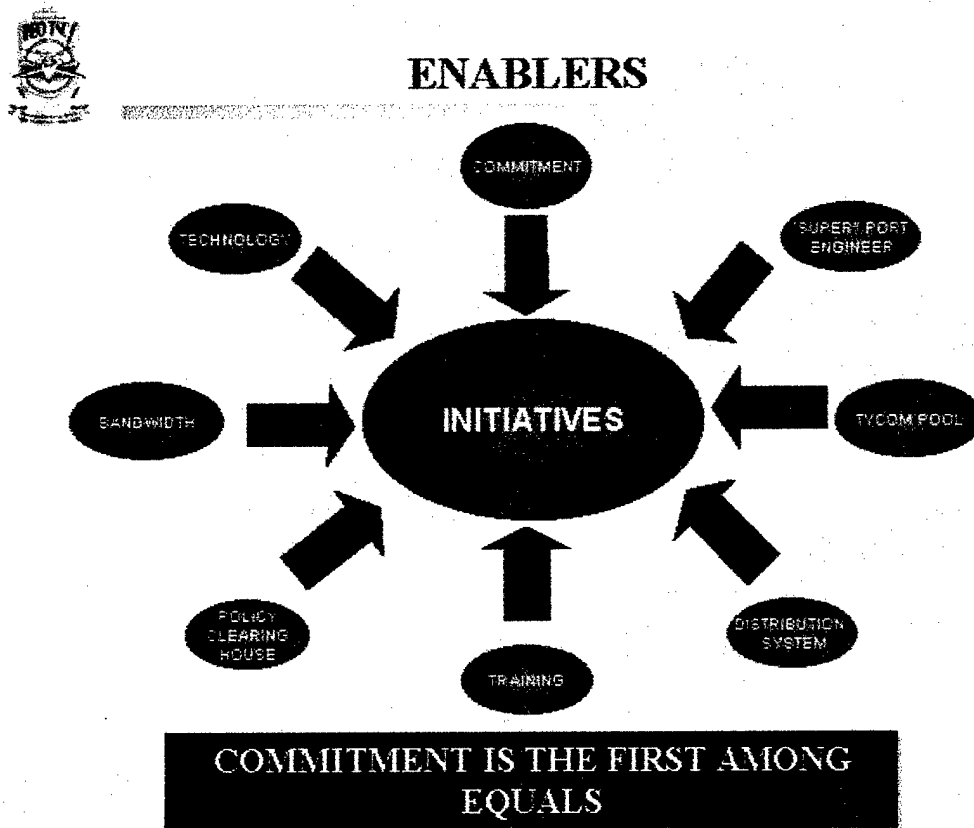 ENABLERS
COMMITMENT
TECHNOLOGY
"SUPER" PORT
ENGINEER
BANDWIDTH
INITIATIVES
TYCOM POOL
POLICY
CLEARING
HOUSE
TRAINING
DISTRIBUTION
SYSTEM
COMMITMENT IS THE FIRST AMONG
EQUALS